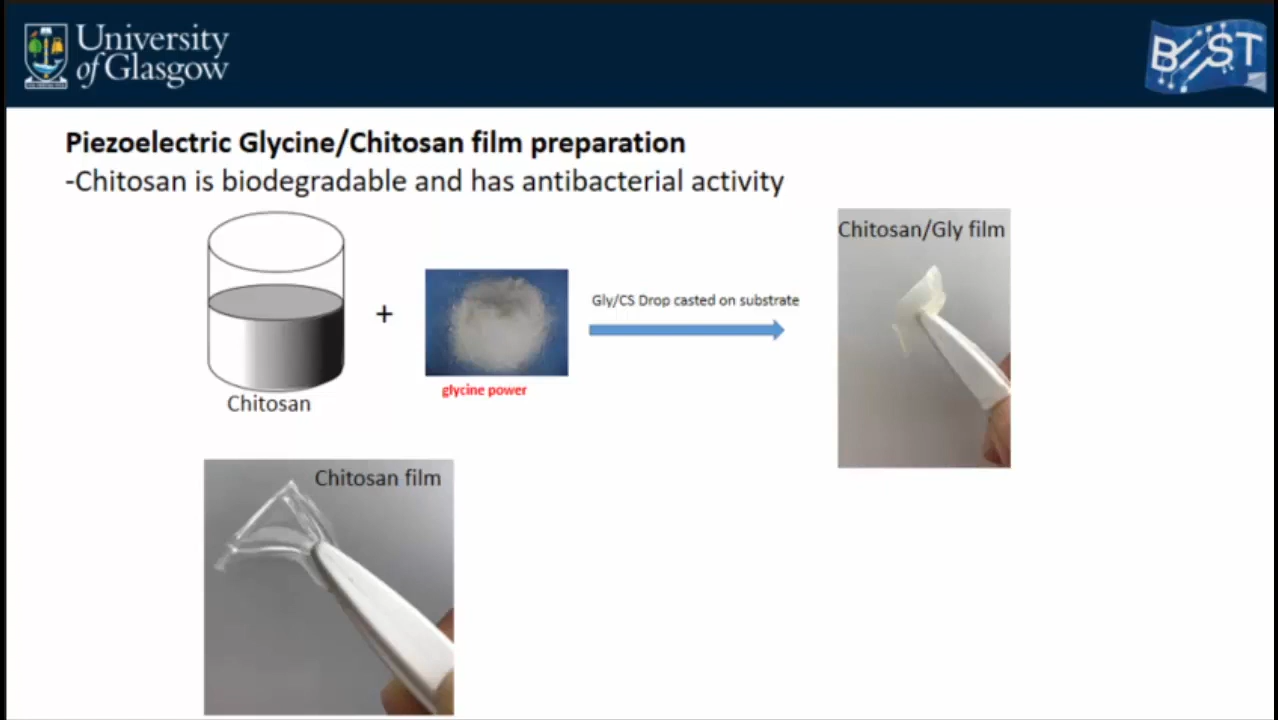 University
of Glasgow
BEST
Piezoelectric Glycine/Chitosan film preparation
-Chitosan is biodegradable and has antibacterial activity
Chitosan
+
glycine power
Gly/CS Drop casted on substrate
Chitosan/Gly film
Chitosan film